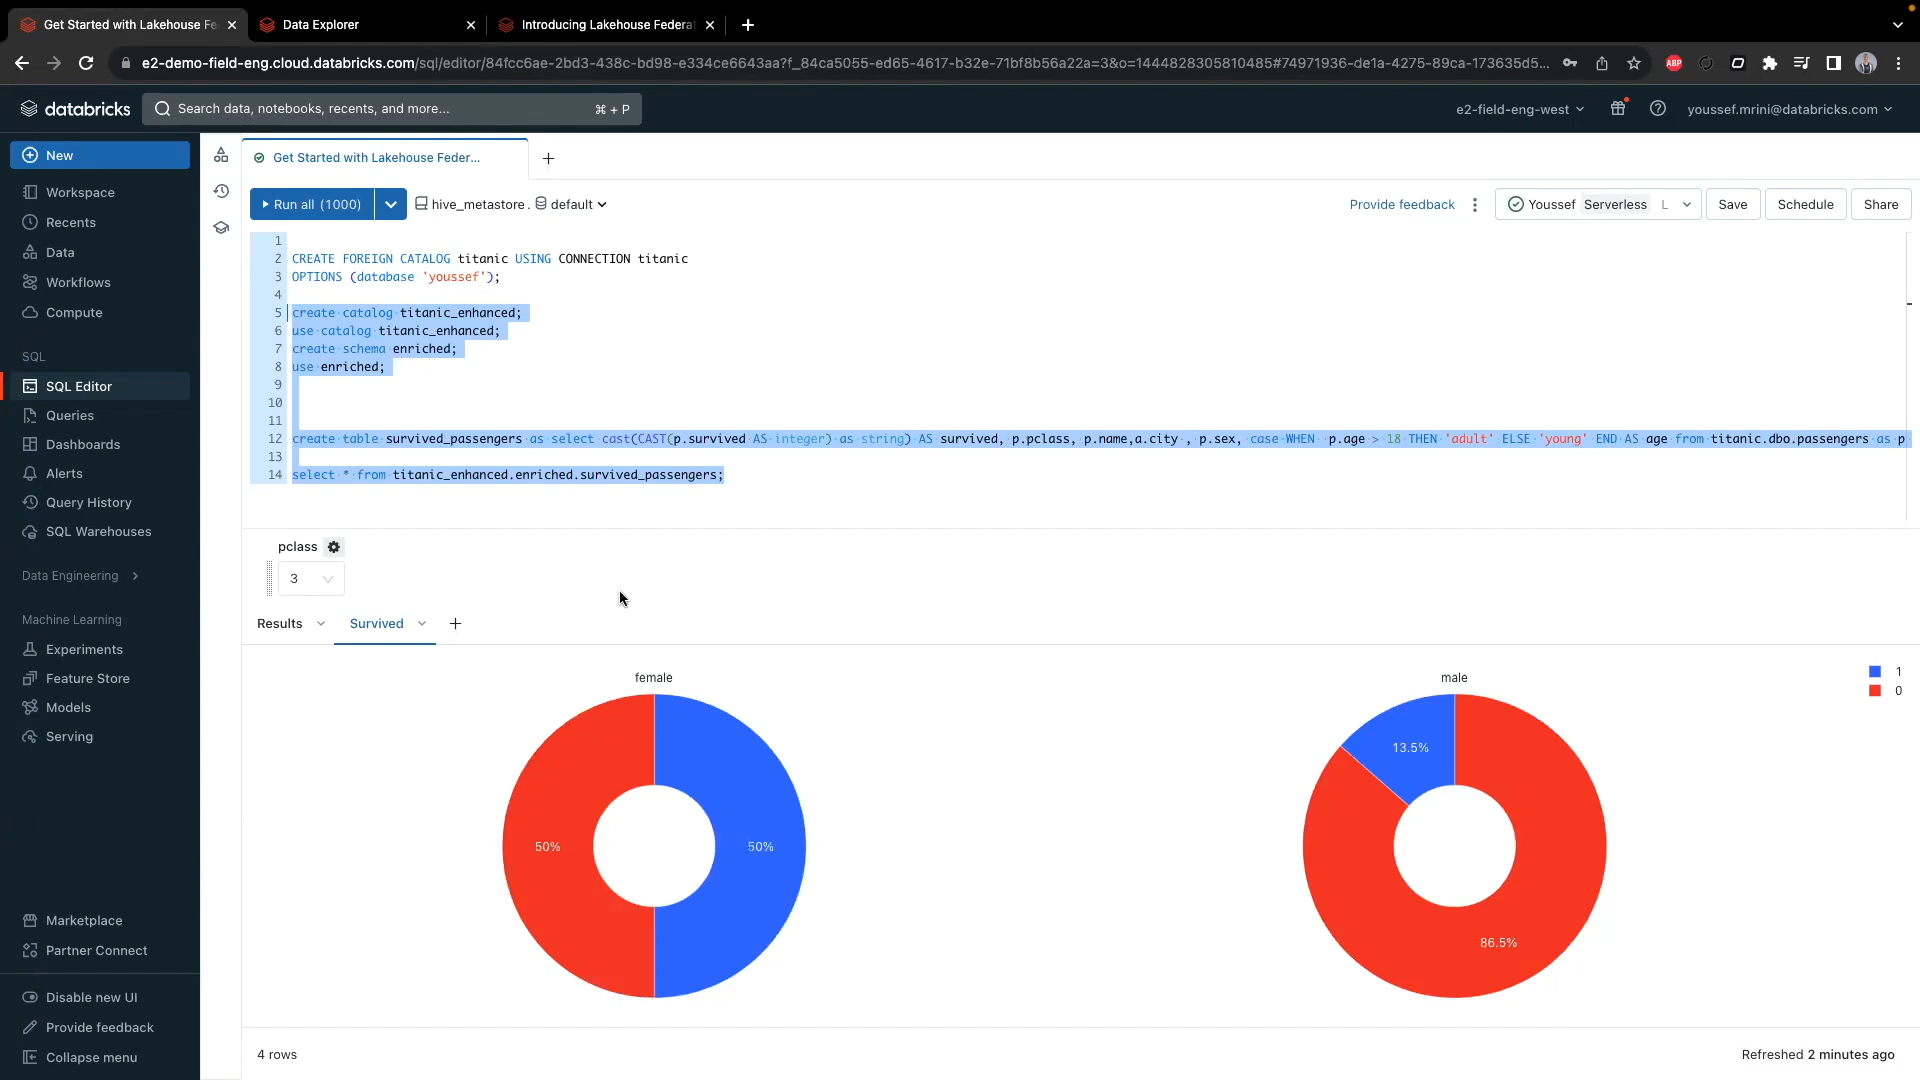 Get Started with Lakehouse Fe
Data Explorer
Introducing Lakehouse Federat
e2-demo-field-eng.cloud.databricks.com/sql/editor/84fcc6ae-2bd3-438c-bd98-e334ce6643aa?f_84ca5055-ed65-4617-b32e-71bf8b56a22a=3&o=1444828305810485#74971936-de1a-4275-89ca-173635d5...
ABP
databricks
Search data, notebooks, recents, and more...
⌘ + P
e2-field-eng-west
youssef.mrini@databricks.com
New
Workspace
Recents
Data
Workflows
Compute
SQL
SQL Editor
Queries
Dashboards
Alerts
Query History
SQL Warehouses
Data Engineering
Machine Learning
Experiments
Feature Store
Models
Serving
Marketplace
Partner Connect
Disable new UI
Provide feedback
Collapse menu
Get Started with Lakehouse Feder...
Run all (1000)
hive_metastore . default
Provide feedback
Youssef Serverless L
Save
Schedule
Share
1
2 CREATE FOREIGN CATALOG titanic USING CONNECTION titanic
3 OPTIONS (database 'youssef');
4
5 create catalog titanic_enhanced;
6 use catalog titanic_enhanced;
7 create schema enriched;
8 use enriched;
9
10
11
12 create table survived_passengers as select cast(CAST(p.survived AS integer) as string) AS survived, p.pclass, p.name,a.city , p.sex, case WHEN  p.age > 18 THEN 'adult' ELSE 'young' END AS age from titanic.dbo.passengers as p
13
14 select * from titanic_enhanced.enriched.survived_passengers;
pclass
3
Results
Survived
female
50%
50%
male
13.5%
86.5%
1
0
4 rows
Refreshed 2 minutes ago